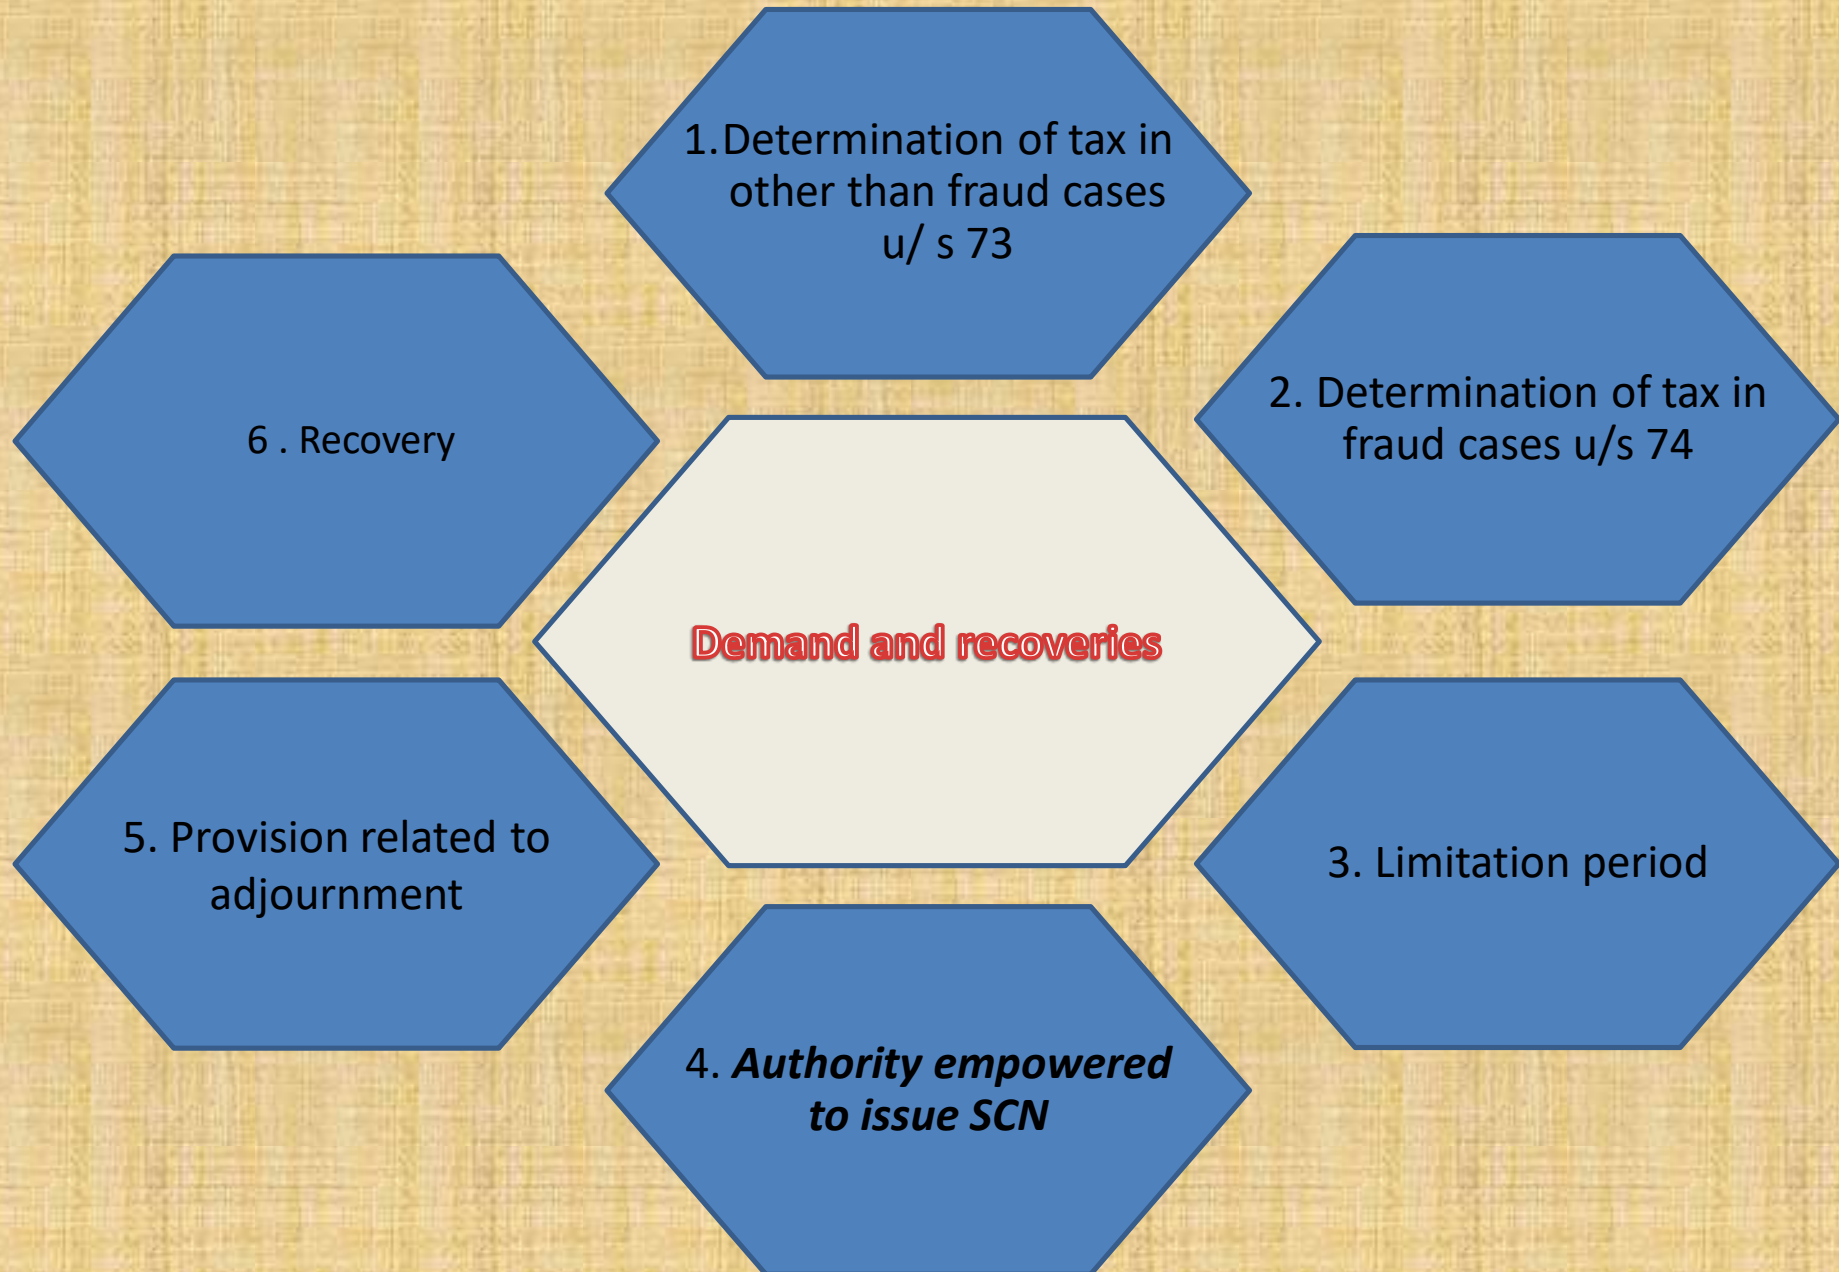 1.Determination of tax in
other than fraud cases
u/ s 73
2. Determination of tax in
fraud cases u/s 74
3. Limitation period
4. Authority empowered
to issue SCN
5. Provision related to
adjournment
6 . Recovery
Demand and recoveries